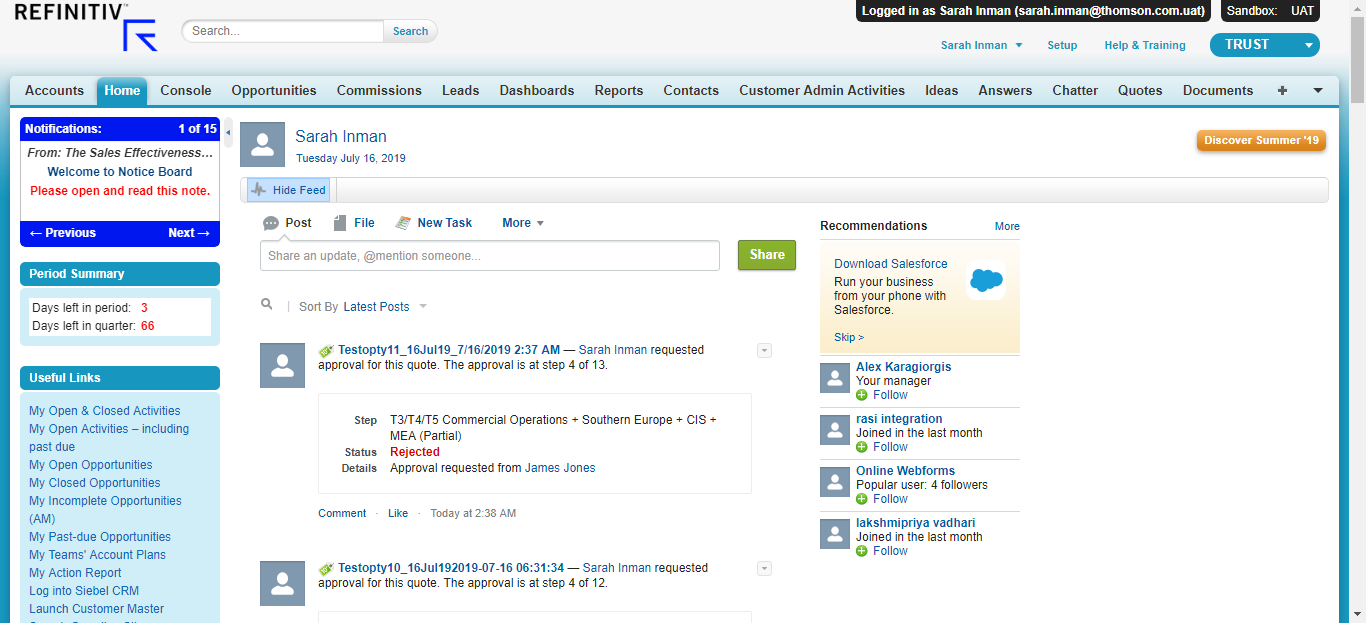 REFINITIV™
Search...
Search
Logged in as Sarah Inman (sarah.inman@thomson.com.uat)
Sandbox: UAT
Sarah Inman
Setup
Help & Training
TRUST
Accounts
Home
Console
Opportunities
Commissions
Leads
Dashboards
Reports
Contacts
Customer Admin Activities
Ideas
Answers
Chatter
Quotes
Documents
Notifications: 1 of 15
From: The Sales Effectiveness...
Welcome to Notice Board
Please open and read this note.
← Previous
Next →
Period Summary
Days left in period: 3
Days left in quarter: 66
Useful Links
My Open & Closed Activities
My Open Activities – including
past due
My Open Opportunities
My Closed Opportunities
My Incomplete Opportunities
(AM)
My Past-due Opportunities
My Teams' Account Plans
My Action Report
Log into Siebel CRM
Launch Customer Master
Sarah Inman
Tuesday July 16, 2019
Discover Summer '19
Hide Feed
Post
File
New Task
More
Share an update, @mention someone...
Share
Sort By Latest Posts
Testopty11_16Jul19_7/16/2019 2:37 AM — Sarah Inman requested
approval for this quote. The approval is at step 4 of 13.
Step T3/T4/T5 Commercial Operations + Southern Europe + CIS +
MEA (Partial)
Status Rejected
Details Approval requested from James Jones
Comment · Like · Today at 2:38 AM
Testopty10_16Jul192019-07-16 06:31:34 — Sarah Inman requested
approval for this quote. The approval is at step 4 of 12.
Recommendations
More
Download Salesforce
Run your business
from your phone with
Salesforce.
Skip >
Alex Karagiorgis
Your manager
Follow
rasi integration
Joined in the last month
Follow
Online Webforms
Popular user: 4 followers
Follow
lakshmipriya vadhari
Joined in the last month
Follow